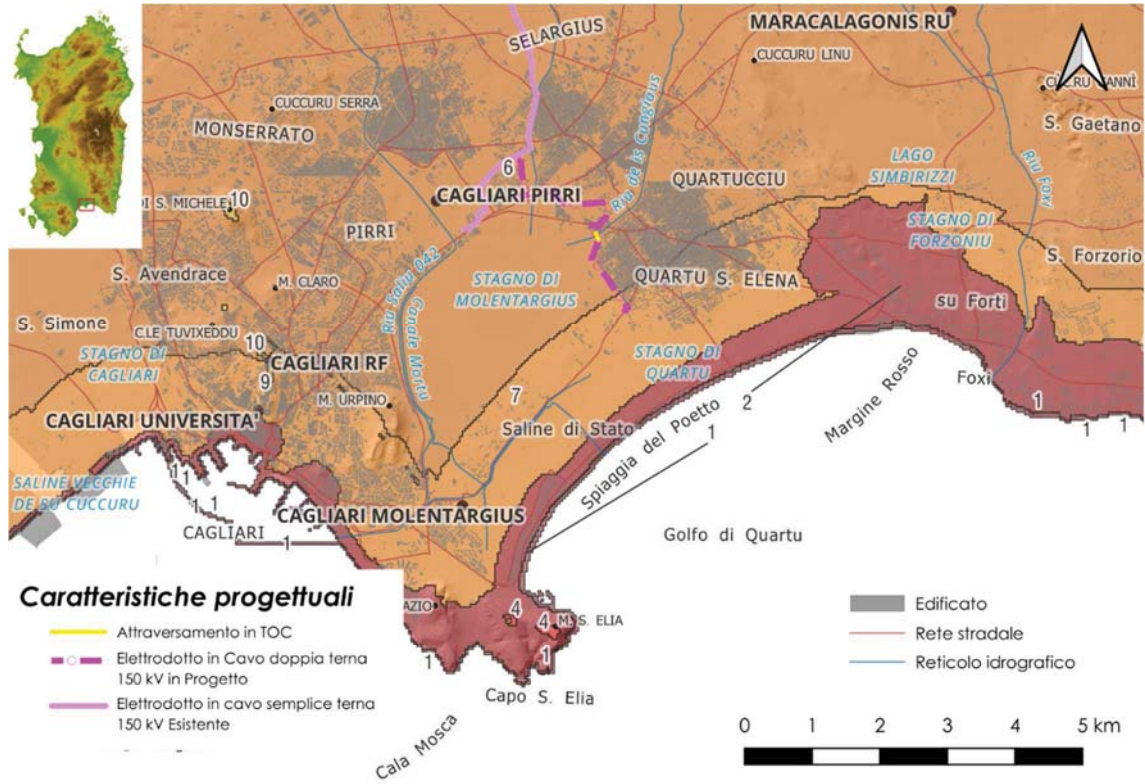 SELARGIUS
MARACALAGONIS RU
CUCCURU LINU
CUCCURU SERRA
MONSERRATO
S. Gaetano
Riu de is Cungiaus
LAGO
SIMBIRIZZI
Riu Foxi
6
QUARTUCCIU
CAGLIARI PIRRI
DI S. MICHELE
10
PIRRI
STAGNO DI
FORZONIU
S. Avendrace
M. CLARO
STAGNO DI
MOLENTARGIUS
QUARTU S. ELENA
S. Forzorio
Riu Saliu 042
Canale Mortu
su Forti
S. Simone
C.LE TUVIXEDDU
STAGNO DI
CAGLIARI
10
CAGLIARI RF
9
STAGNO DI
QUARTU
Foxi
M. URPINO
7
2
Margine Rosso
1
CAGLIARI UNIVERSITA'
Saline di Stato
Spiaggia del Poetto
1
1
1
SALINE VECCHIE
DE SU CUCCURU
1
1
1
1
CAGLIARI
1
CAGLIARI MOLENTARGIUS
Golfo di Quartu
Caratteristiche progettuali
Attraversamento in TOC
Elettrodotto in Cavo doppia terna
150 kV in Progetto
Elettrodotto in cavo semplice terna
150 kV Esistente
AZIO
4
4
M. S. ELIA
1
1
Capo S. Elia
Cala Mosca
Edificato
Rete stradale
Reticolo idrografico
0 1 2 3 4 5 km